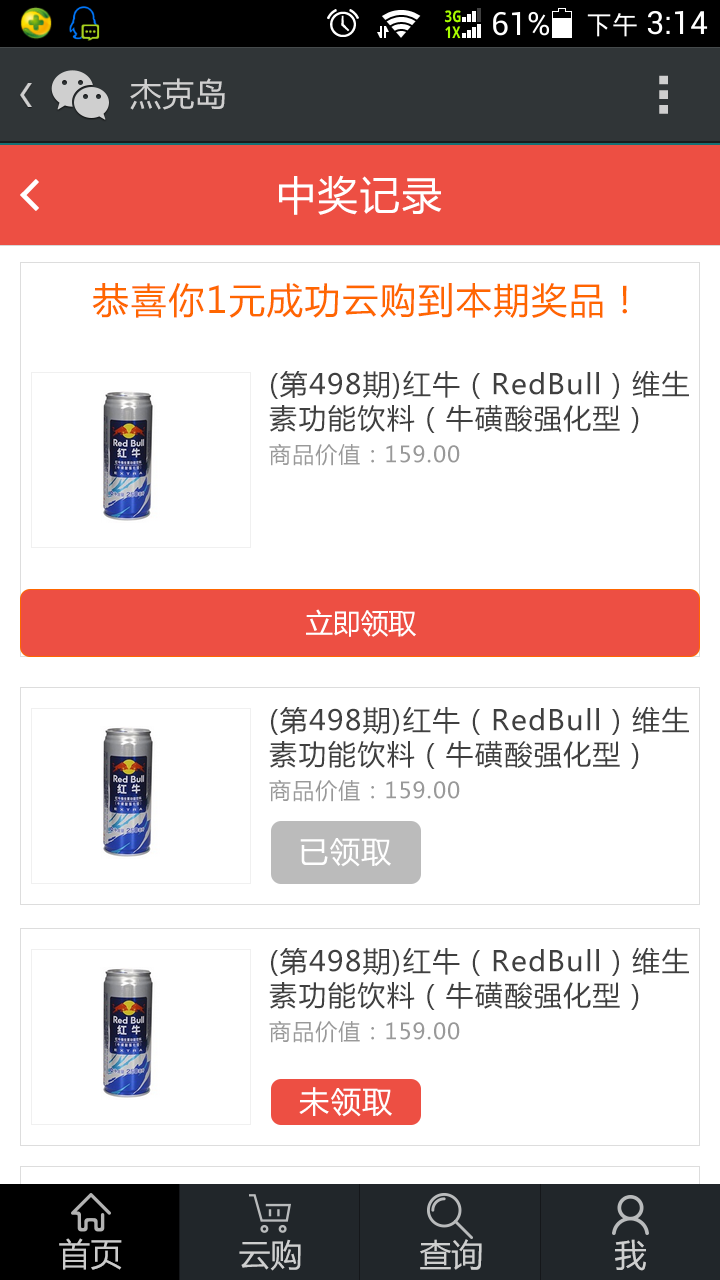 3G
1X
61%
下午 3:14
杰克岛
中奖记录
恭喜你1元成功云购到本期奖品！
(第498期)红牛（RedBull）维生
素功能饮料（牛磺酸强化型）
商品价值：159.00
Red Bull
红牛
EXTRA
立即领取
(第498期)红牛（RedBull）维生
素功能饮料（牛磺酸强化型）
商品价值：159.00
Red Bull
红牛
EXTRA
已领取
(第498期)红牛（RedBull）维生
素功能饮料（牛磺酸强化型）
商品价值：159.00
Red Bull
红牛
EXTRA
未领取
首页
云购
查询
我